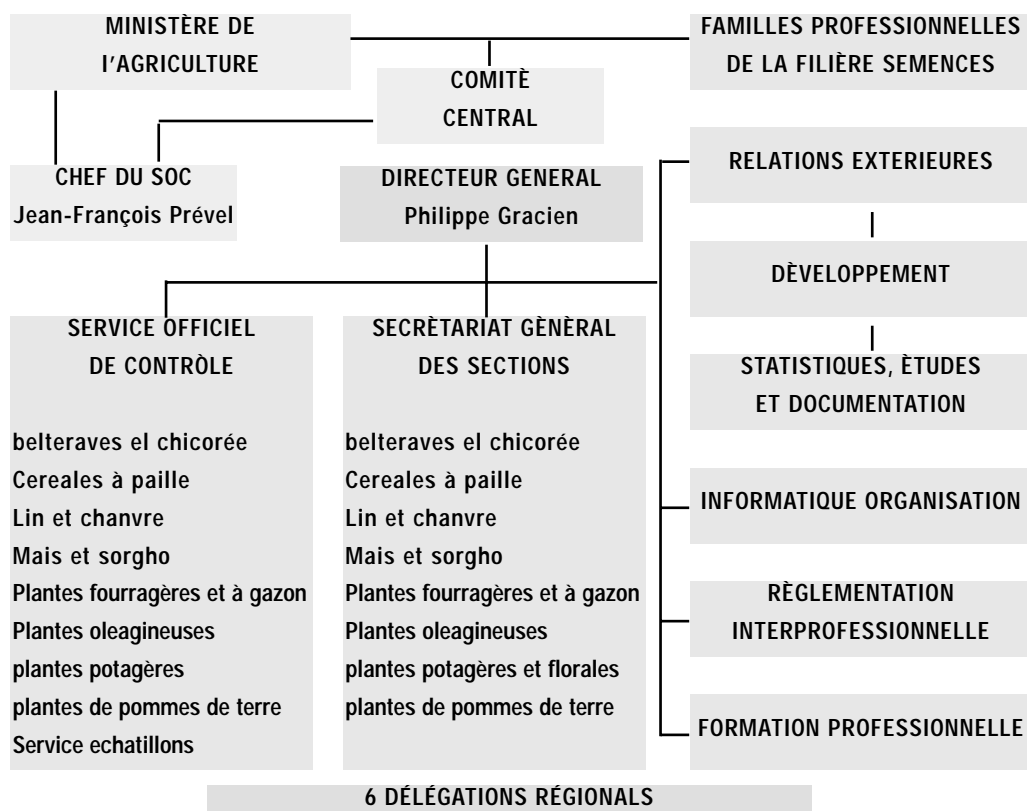 MINISTÈRE DE
l'AGRICULTURE
FAMILLES PROFESSIONNELLES
DE LA FILIÈRE SEMENCES
COMITÈ
CENTRAL
CHEF DU SOC
Jean-François Prével
DIRECTEUR GENERAL
Philippe Gracien
RELATIONS EXTERIEURES
DÈVELOPPEMENT
STATISTIQUES, ÈTUDES
ET DOCUMENTATION
INFORMATIQUE ORGANISATION
RÈGLEMENTATION
INTERPROFESSIONNELLE
FORMATION PROFESSIONNELLE
SERVICE OFFICIEL
DE CONTRÔLE
belteraves el chicorée
Cereales à paille
Lin et chanvre
Mais et sorgho
Plantes fourragères et à gazon
Plantes oleagineuses
plantes potagères
plantes de pommes de terre
Service echatillons
SECRÈTARIAT GÈNÈRAL
DES SECTIONS
belteraves el chicorée
Cereales à paille
Lin et chanvre
Mais et sorgho
Plantes fourragères et à gazon
Plantes oleagineuses
plantes potagères et florales
plantes de pommes de terre
6 DÉLÉGATIONS RÉGIONALS